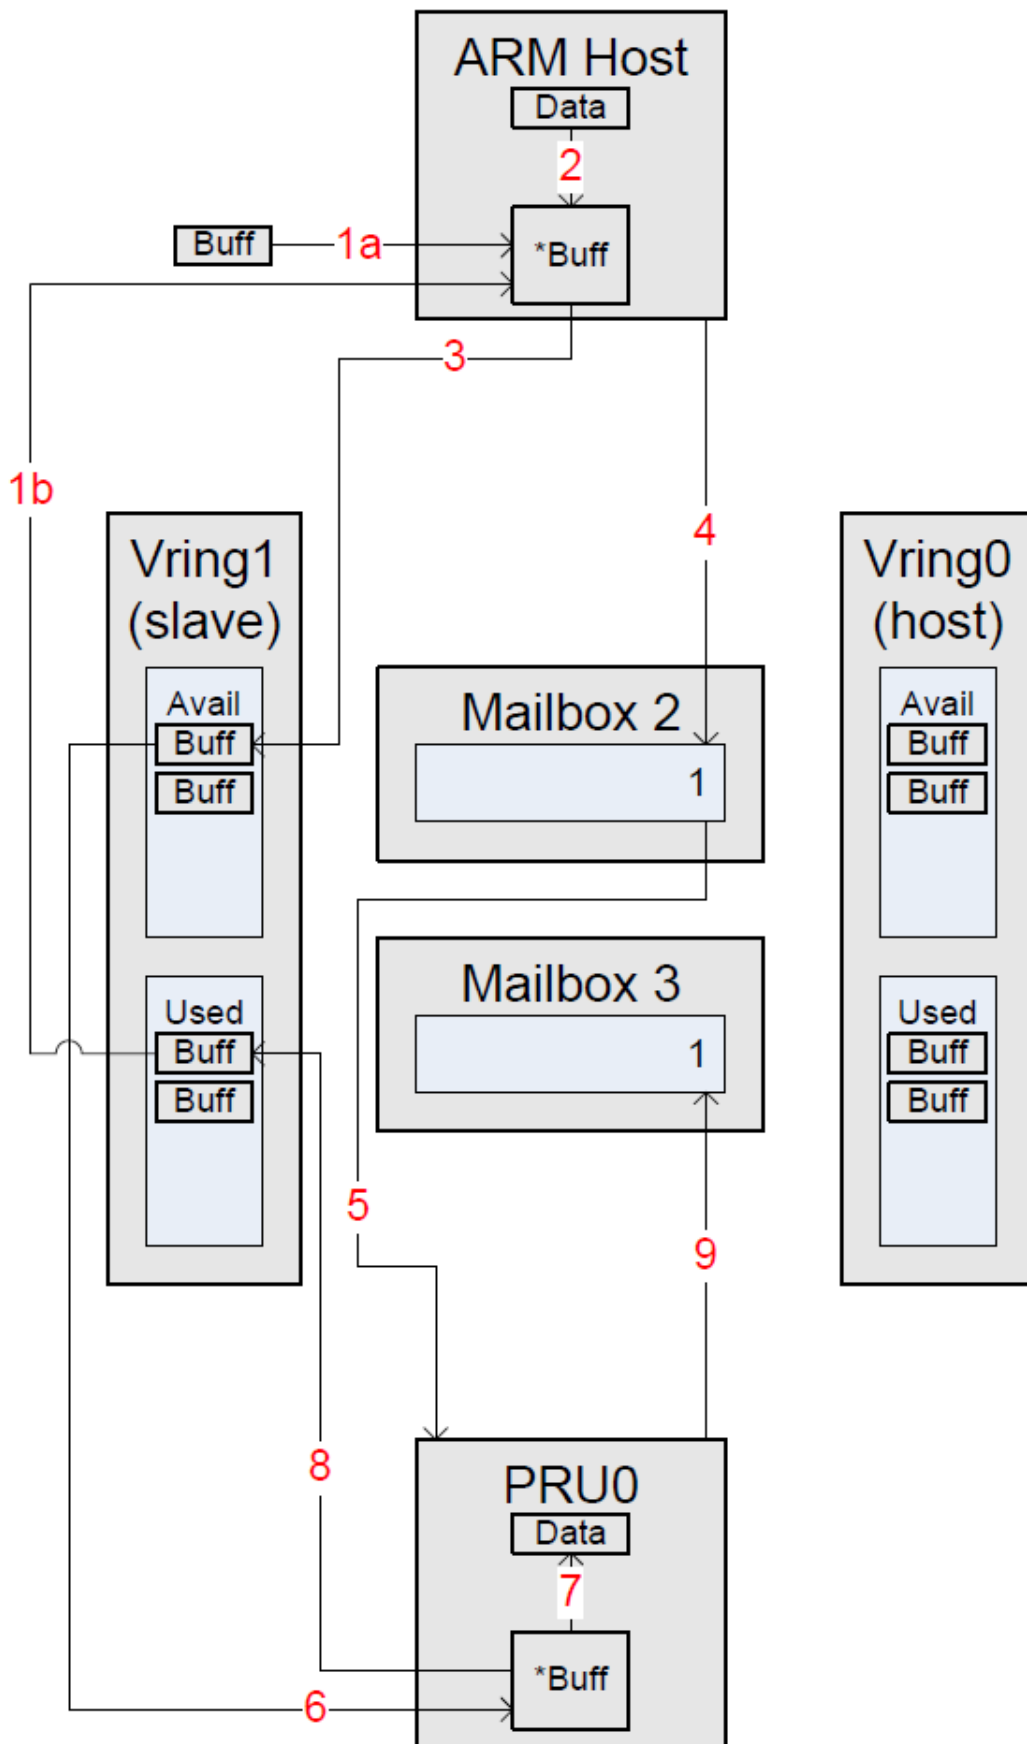 ARM Host
Data
2
Buff
1a
*Buff
3
1b
4
Vring1
(slave)
Vring0
(host)
Avail
Buff
Buff
Mailbox 2
1
Avail
Buff
Buff
Mailbox 3
1
Used
Buff
Buff
Used
Buff
Buff
5
9
8
PRU0
Data
7
*Buff
6